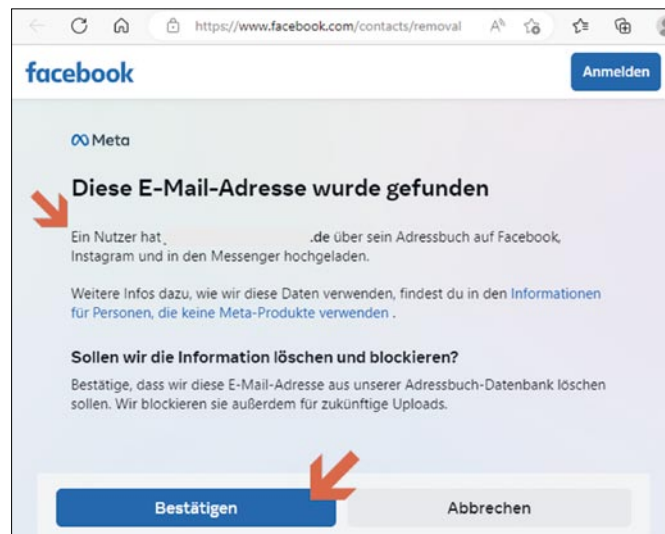 https://www.facebook.com/contacts/removal
facebook
Anmelden
Meta
Diese E-Mail-Adresse wurde gefunden
Ein Nutzer hat .de über sein Adressbuch auf Facebook,
Instagram und in den Messenger hochgeladen.
Weitere Infos dazu, wie wir diese Daten verwenden, findest du in den Informationen
für Personen, die keine Meta-Produkte verwenden .
Sollen wir die Information löschen und blockieren?
Bestätige, dass wir diese E-Mail-Adresse aus unserer Adressbuch-Datenbank löschen
sollen. Wir blockieren sie außerdem für zukünftige Uploads.
Bestätigen
Abbrechen